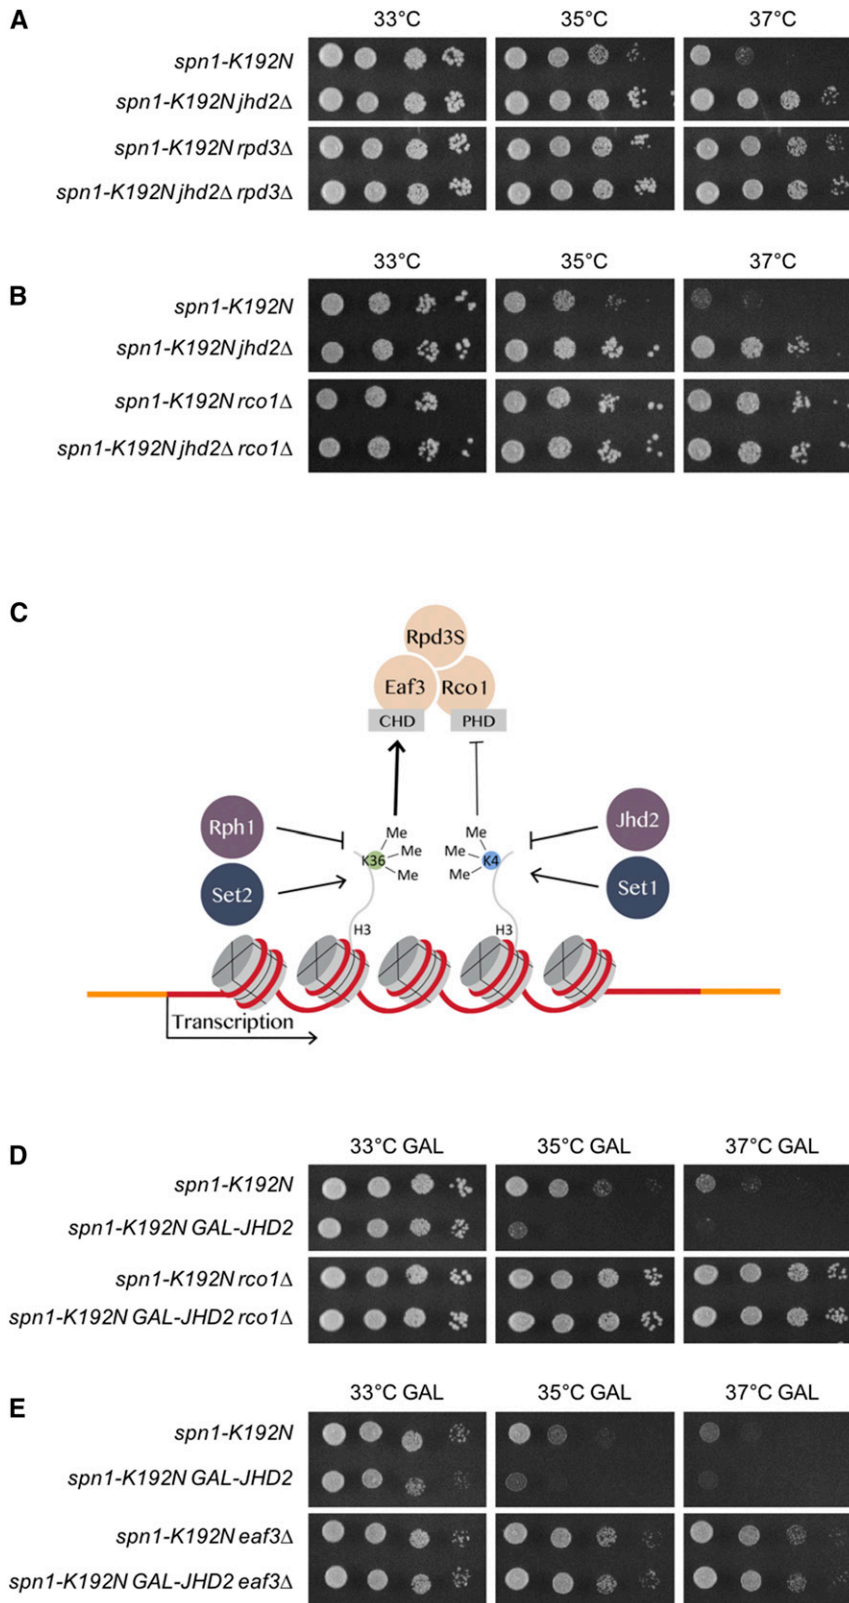 A
33°C 35°C 37°C
spn1-K192N
spn1-K192N jhd2Δ
spn1-K192N rpd3Δ
spn1-K192N jhd2Δ rpd3Δ
B
33°C 35°C 37°C
spn1-K192N
spn1-K192N jhd2Δ
spn1-K192N rco1Δ
spn1-K192N jhd2Δ rco1Δ
C
Rpd3S
Eaf3 Rco1
CHD PHD
Rph1 Jhd2
Me Me
K36 Me Me K4
Me Me
Set2 Set1
H3 H3
Transcription
D
33°C GAL 35°C GAL 37°C GAL
spn1-K192N
spn1-K192N GAL-JHD2
spn1-K192N rco1Δ
spn1-K192N GAL-JHD2 rco1Δ
E
33°C GAL 35°C GAL 37°C GAL
spn1-K192N
spn1-K192N GAL-JHD2
spn1-K192N eaf3Δ
spn1-K192N GAL-JHD2 eaf3Δ